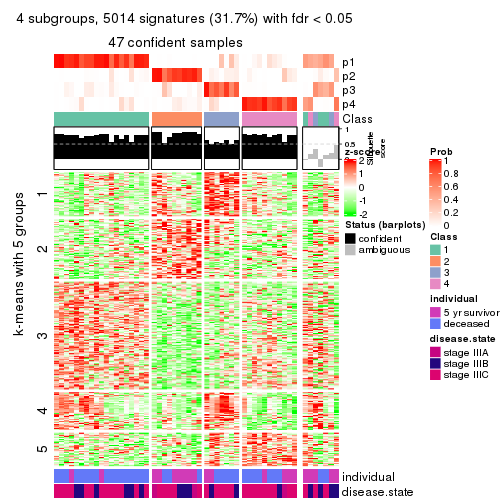 4 subgroups, 5014 signatures (31.7%) with fdr < 0.05
47 confident samples
p1
p2
p3
p4
Class
1
0.5
0
Silhouette
score
k-means with 5 groups
1
2
3
4
5
z-score
2
1
0
-1
-2
Status (barplots)
confident
ambiguous
Prob
1
0.8
0.6
0.4
0.2
0
Class
1
2
3
4
individual
5 yr survivor
deceased
disease.state
stage IIIA
stage IIIB
stage IIIC
individual
disease.state